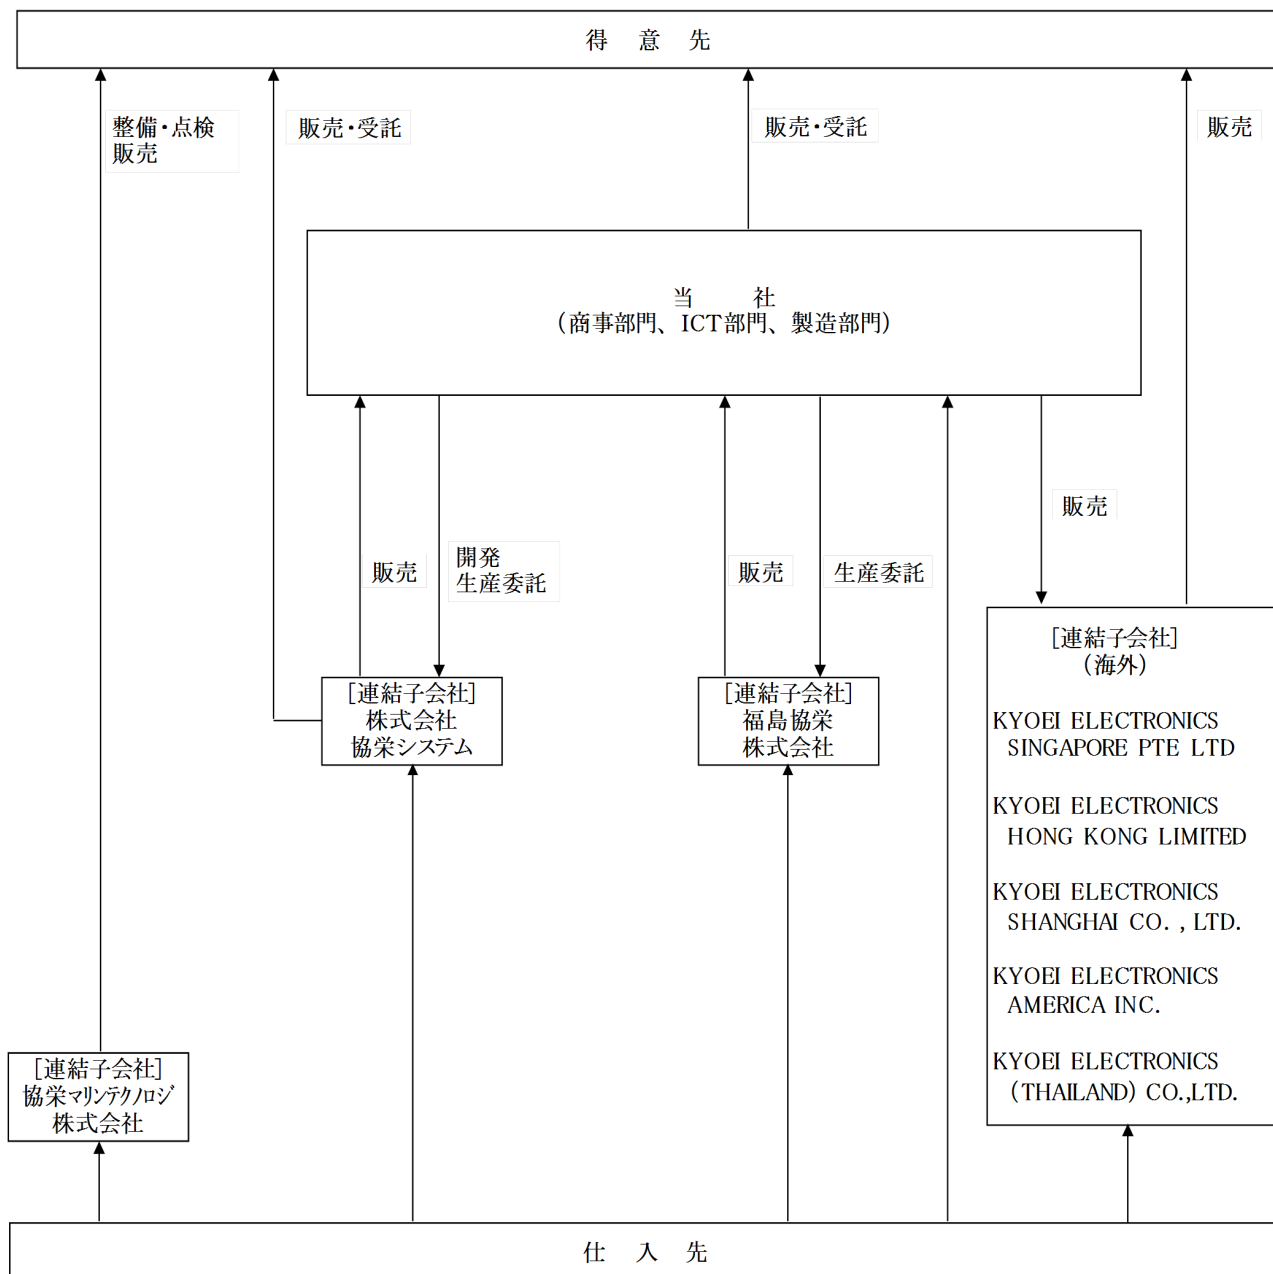 得 意 先
整備・点検
販売
販売・受託
販売・受託
販売
当 社
（商事部門、ICT部門、製造部門）
販売
開発
生産委託
販売
生産委託
販売
［連結子会社］
株式会社
協栄システム
［連結子会社］
福島協栄
株式会社
［連結子会社］
（海外）
KYOEI ELECTRONICS
SINGAPORE PTE LTD
KYOEI ELECTRONICS
HONG KONG LIMITED
KYOEI ELECTRONICS
SHANGHAI CO. , LTD.
KYOEI ELECTRONICS
AMERICA INC.
KYOEI ELECTRONICS
（THAILAND）CO.,LTD.
［連結子会社］
協栄ﾏﾘﾝﾃｸﾉﾛｼﾞ
株式会社
仕 入 先